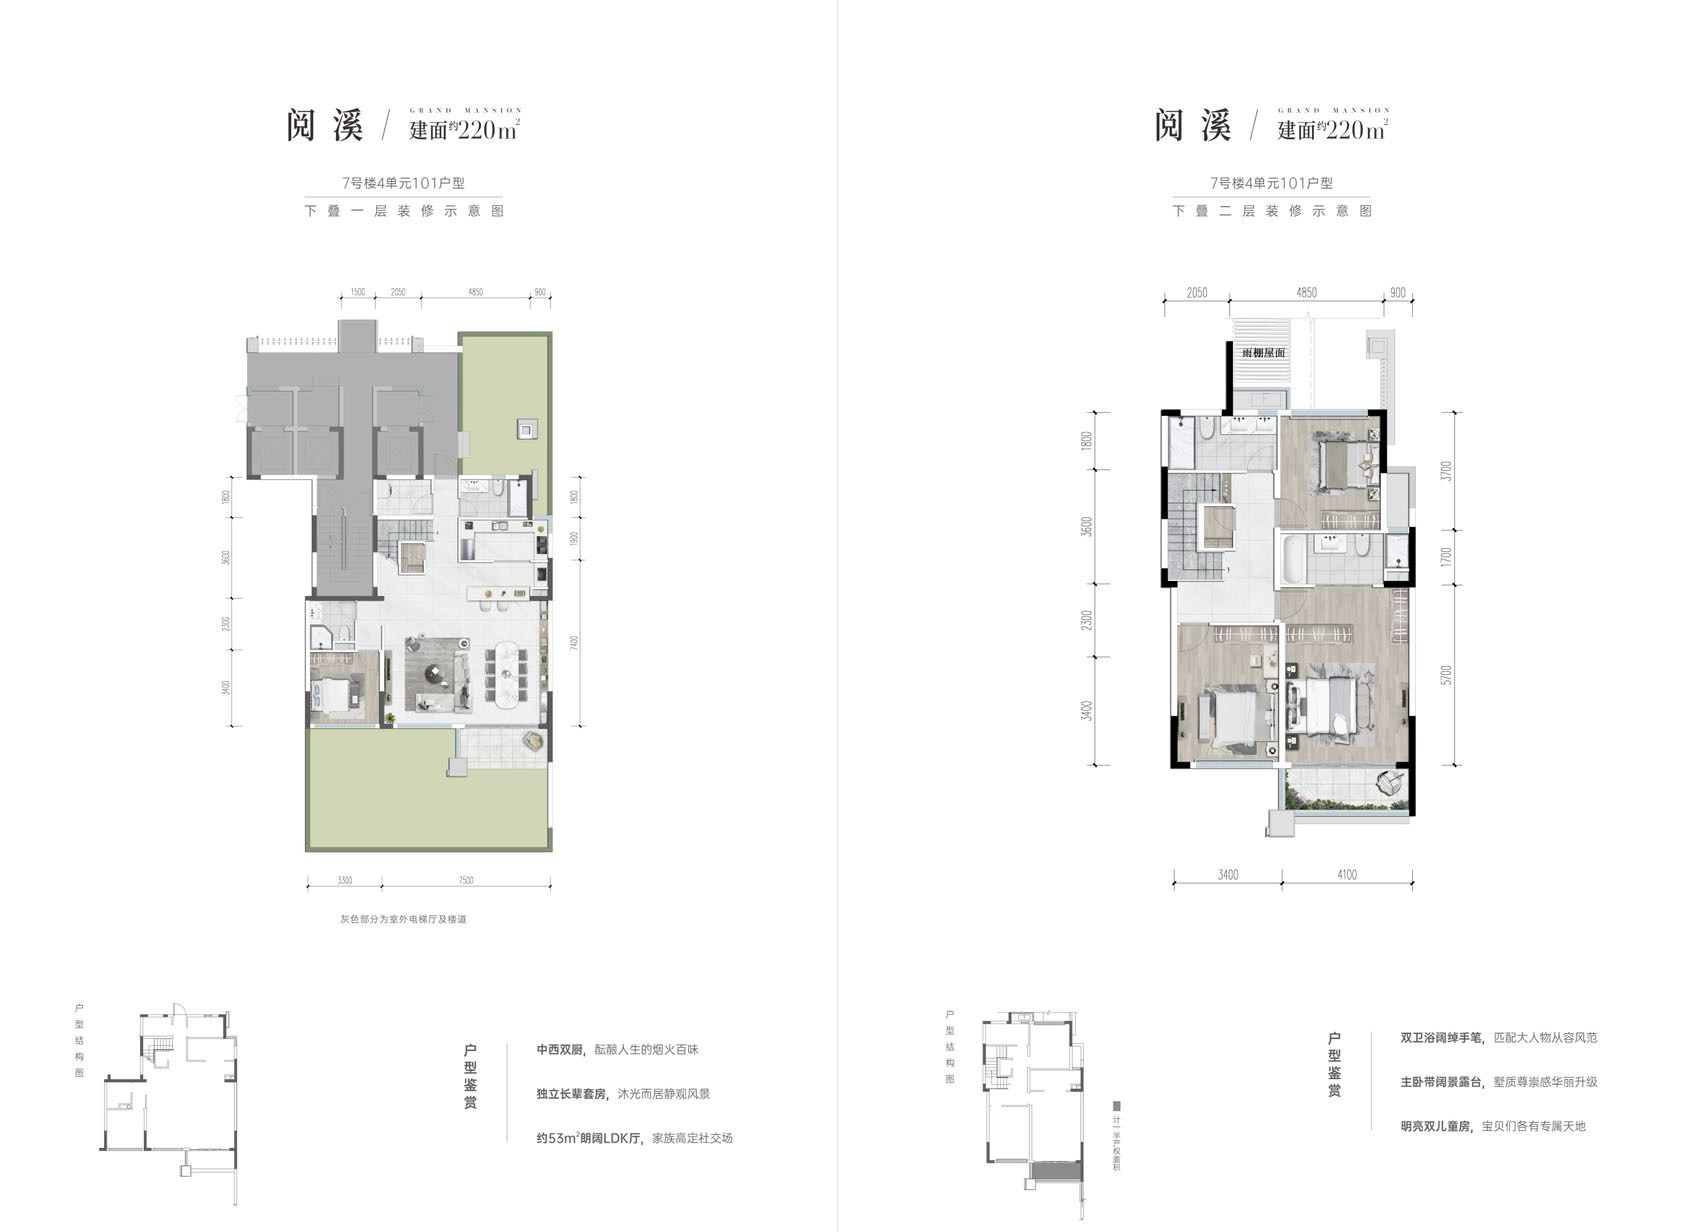 阅溪
GRAND MANSION
建面约220m²
7号楼4单元101户型
下叠一层装修示意图
1500 2050 4850 900
1800
3600
2300
3400
1800
1900
7400
3300 7500
灰色部分为室外电梯厅及楼道
户型结构图
户型鉴赏
中西双厨，酝酿人生的烟火百味
独立长辈套房，沐光而居静观风景
约53m²朗阔LDK厅，家族高定社交场
阅溪
GRAND MANSION
建面约220m²
7号楼4单元101户型
下叠二层装修示意图
2050 4850 900
雨棚屋面
1800
3600
2300
3400
3700
1700
5700
3400 4100
户型结构图
计一半产权面积
户型鉴赏
双卫浴阔绰手笔，匹配大人物从容风范
主卧带阔景露台，墅质尊崇感华丽升级
明亮双儿童房，宝贝们各有专属天地